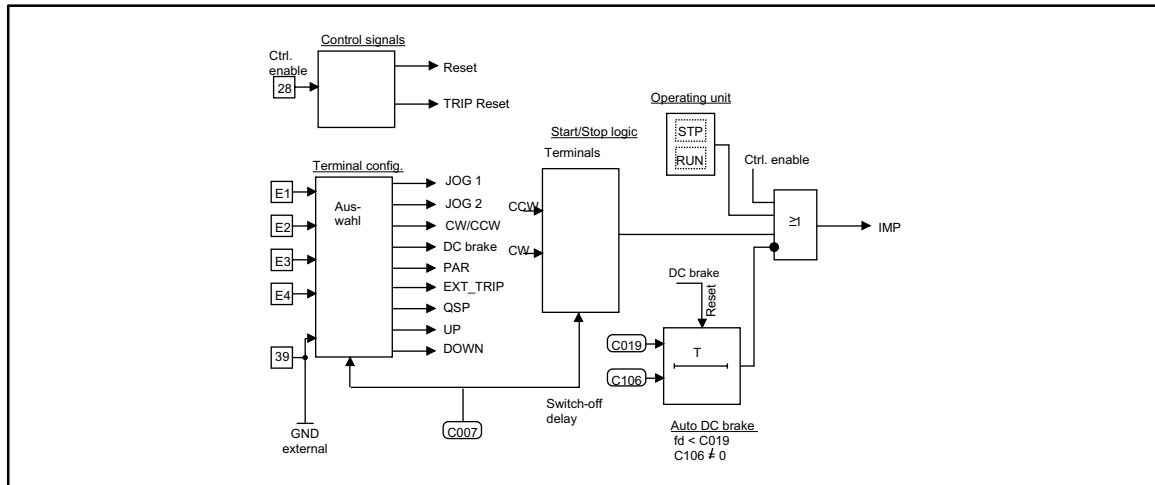 Control signals
Ctrl.
enable
28
Reset
TRIP Reset
Operating unit
STP
RUN
Start/Stop logic
Terminals
Ctrl. enable
Terminal config.
E1
E2
E3
E4
39
Aus-
wahl
JOG 1
JOG 2
CW/CCW
DC brake
PAR
EXT_TRIP
QSP
UP
DOWN
CCW
CW
≥1
IMP
DC brake
Reset
C019
C106
T
Switch-off
delay
C007
GND
external
Auto DC brake
fd < C019
C106 ≠ 0